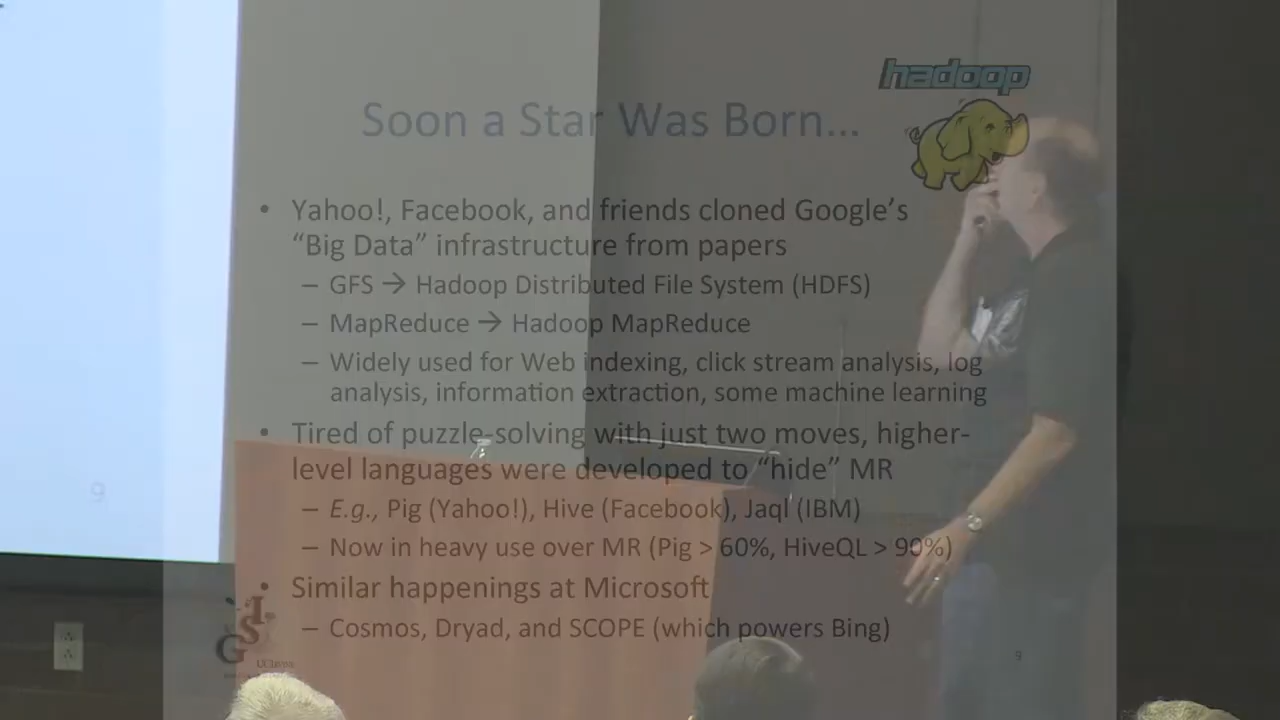 hadoop
Soon a Star Was Born...
• Yahoo!, Facebook, and friends cloned Google's
"Big Data" infrastructure from papers
– GFS → Hadoop Distributed File System (HDFS)
– MapReduce → Hadoop MapReduce
– Widely used for Web indexing, click stream analysis, log
analysis, information extraction, some machine learning
• Tired of puzzle-solving with just two moves, higher-
level languages were developed to "hide" MR
– E.g., Pig (Yahoo!), Hive (Facebook), Jaql (IBM)
– Now in heavy use over MR (Pig > 60%, HiveQL > 90%)
• Similar happenings at Microsoft
– Cosmos, Dryad, and SCOPE (which powers Bing)
9
9
ISG
UCIrvine